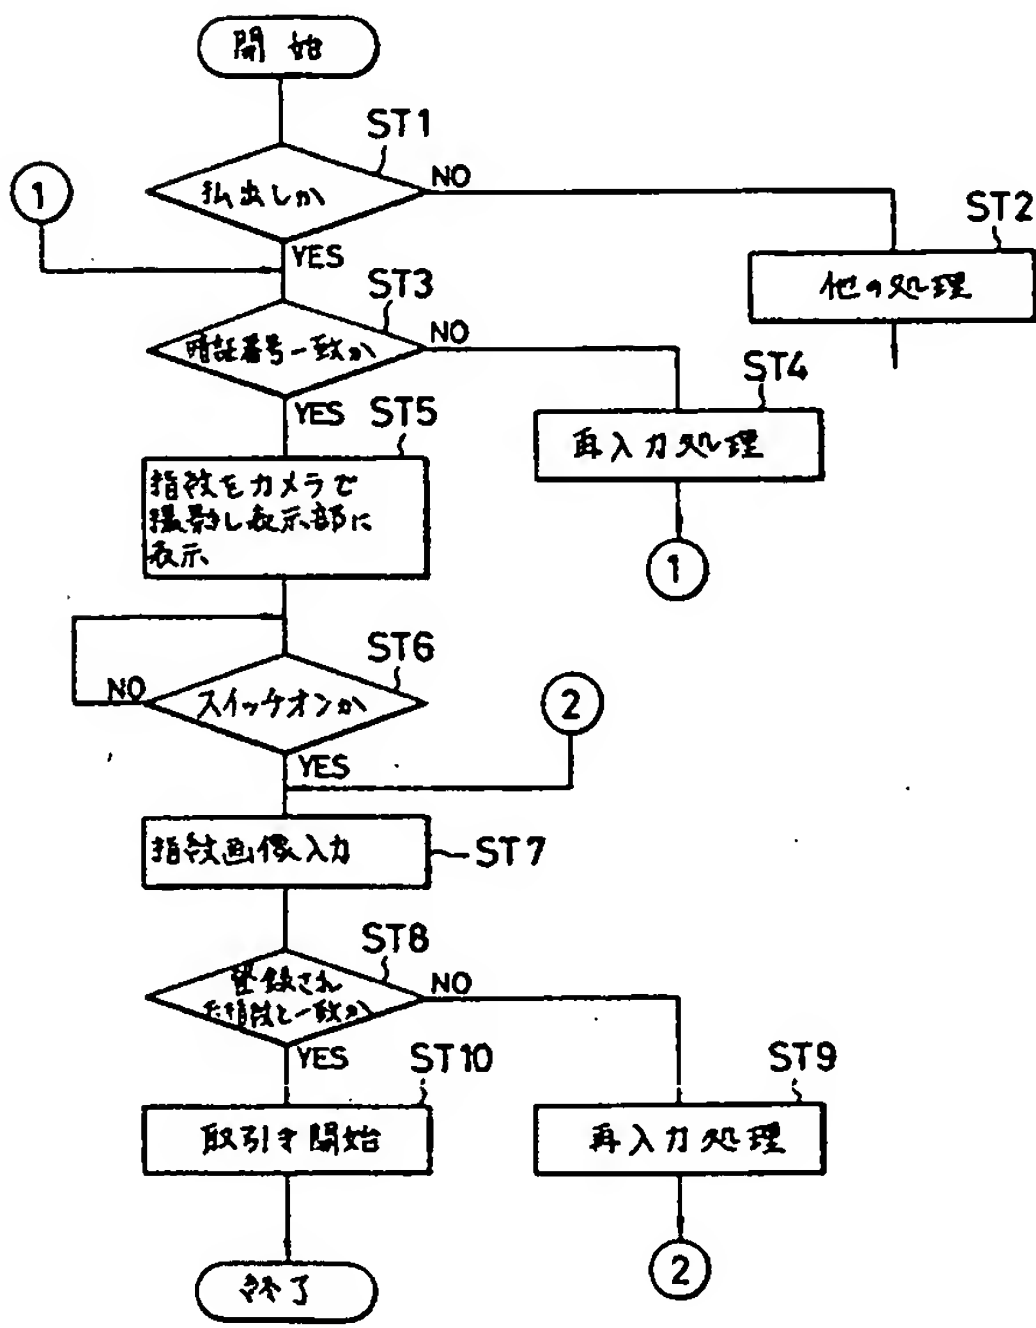 開始
ST1
払出しか
NO
YES
1
ST2
他の処理
ST3
暗証番号一致か
NO
YES
ST4
再入力処理
1
ST5
指紋をカメラで
撮影し表示部に
表示
ST6
スイッチオンか
NO
YES
2
指紋画像入力
ST7
ST8
登録され
た指紋と一致か
NO
YES
ST10
取引き開始
ST9
再入力処理
2
終了